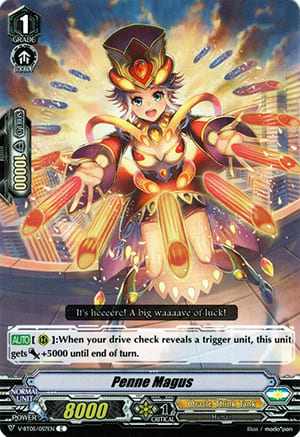 1
GRADE
BOOST
10000
It's heeeere! A big waaaave of luck!
AUTO [ ]:When your drive check reveals a trigger unit, this unit
gets +5000 until end of turn.
Penne Magus
NORMAL
UNIT
Oracle Think Tank
Human
POWER 8000 1
CRITICAL
V-BT05/057EN C
illust / mado*pen